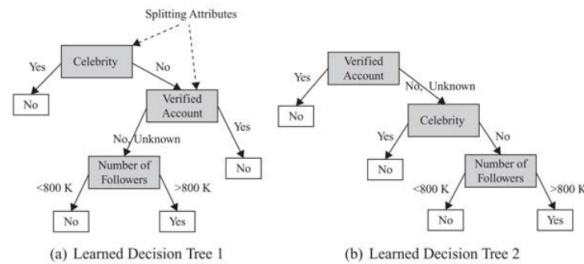 Splitting Attributes
Celebrity
Yes
No
No
Verified
Account
No, Unknown
Yes
Number of
Followers
No
<800 K
>800 K
No
Yes
(a) Learned Decision Tree 1
Verified
Account
Yes
No, Unknown
No
Celebrity
Yes
No
No
Number of
Followers
<800 K
>800 K
No
Yes
(b) Learned Decision Tree 2